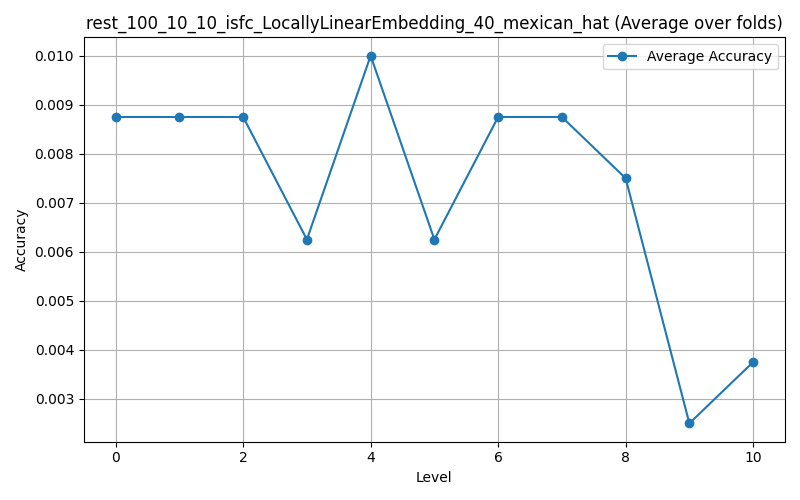 rest_100_10_10_isfc_LocallyLinearEmbedding_40_mexican_hat (Average over folds)
Average Accuracy
0.010
0.009
0.008
0.007
0.006
0.005
0.004
0.003
Accuracy
0 2 4 6 8 10
Level